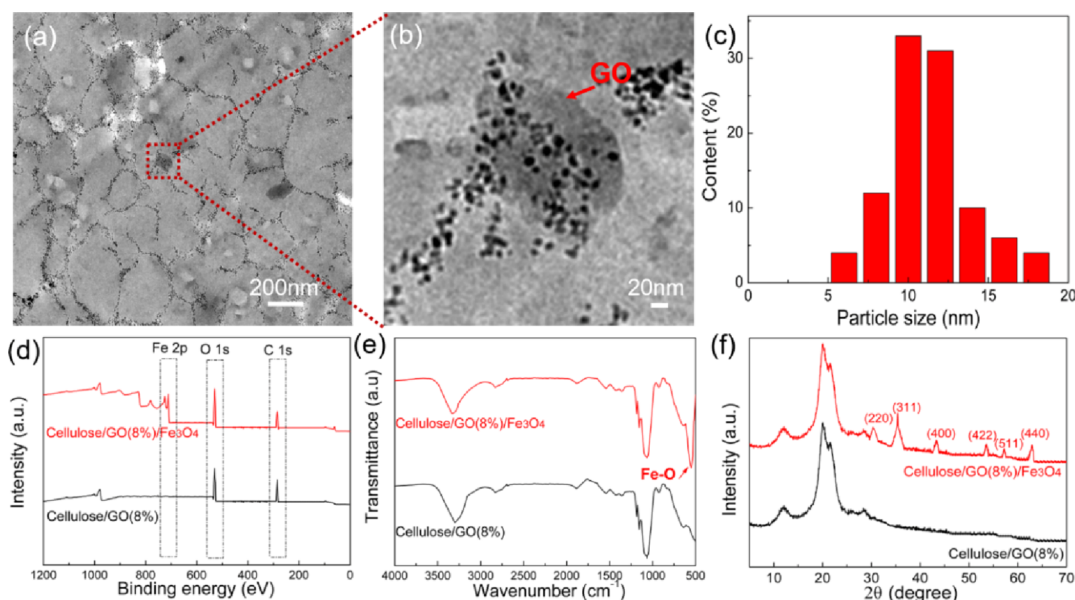 (a)
200nm
(b)
GO
20nm
(c)
Content (%)
30
20
10
0
0 5 10 15 20
Particle size (nm)
(d)
Fe 2p O 1s C 1s
Intensity (a.u.)
Cellulose/GO(8%)/Fe3O4
Cellulose/GO(8%)
1200 1000 800 600 400 200 0
Binding energy (eV)
(e)
Transmittance (a.u)
Cellulose/GO(8%)/Fe3O4
Fe-O
Cellulose/GO(8%)
4000 3500 3000 2500 2000 1500 1000 500
Wavenumber (cm⁻¹)
(f)
Intensity (a.u.)
(220)
(311)
(400)
(422)
(511)
(440)
Cellulose/GO(8%)/Fe3O4
Cellulose/GO(8%)
10 20 30 40 50 60 70
2θ (degree)